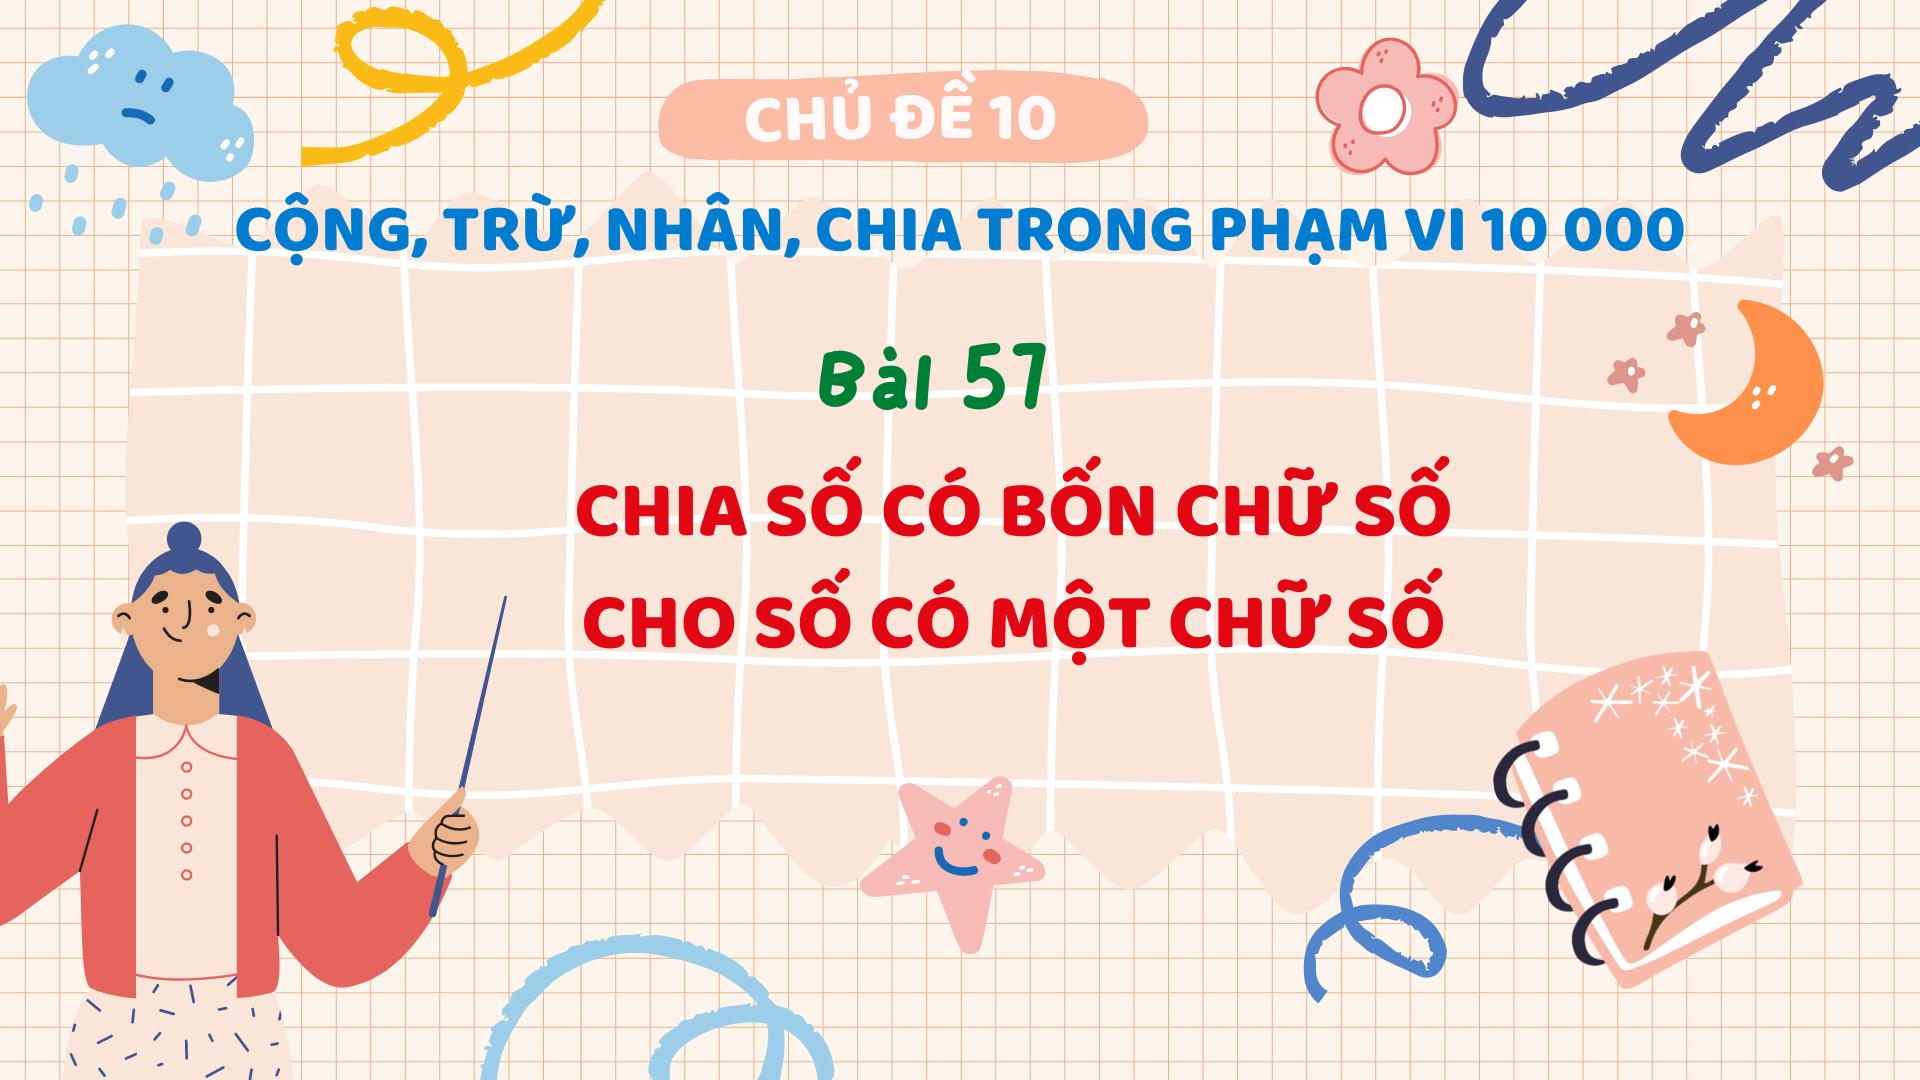 CHỦ ĐỀ 10
CỘNG, TRỪ, NHÂN, CHIA TRONG PHẠM VI 10 000
Bài 57
CHIA SỐ CÓ BỐN CHỮ SỐ
CHO SỐ CÓ MỘT CHỮ SỐ